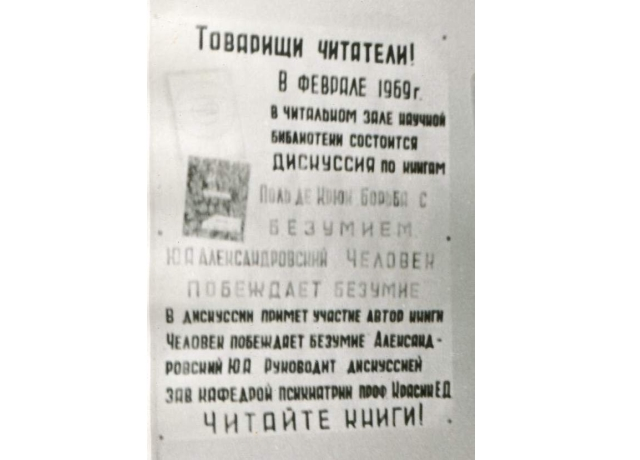 Товарищи читатели!
В феврале 1969г.
в читальном зале научной
библиотеки состоится
дискуссия по книгам
Поль де Крюи Борьба с
безумием
Ю.А Александровский Человек
побеждает безумие
В дискуссии примет участие автор книги
Человек побеждает безумие Александ-
ровский Ю.А Руководит дискуссией
зав кафедрой психиатрии проф Красик Е.Д
Читайте книги!